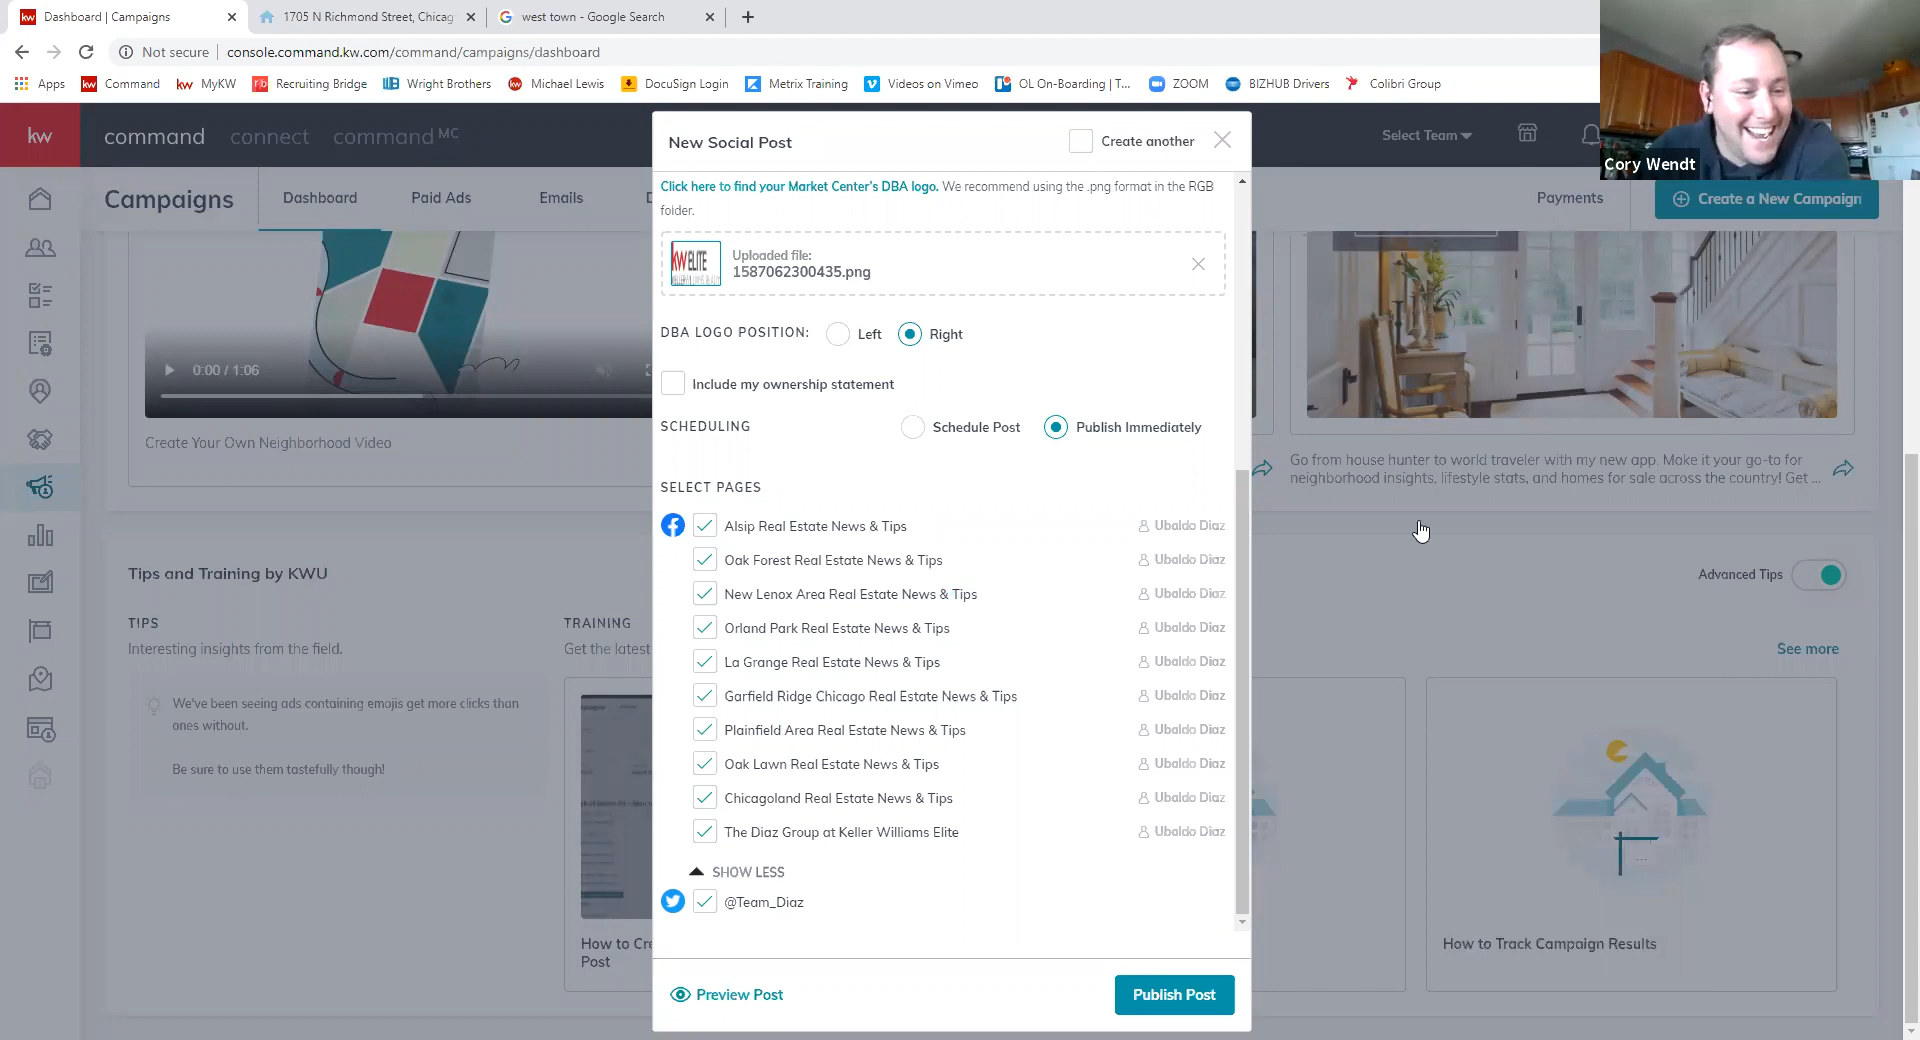 Dashboard | Campaigns
1705 N Richmond Street, Chicag
west town - Google Search
Not secure
console.command.kw.com/command/campaigns/dashboard
Apps
kw Command
kw MyKW
Recruiting Bridge
Wright Brothers
Michael Lewis
DocuSign Login
Metrix Training
Videos on Vimeo
OL On-Boarding | T...
ZOOM
BIZHUB Drivers
Colibri Group
kw
command
connect
command MC
Select Team
Cory Wendt
Campaigns
Dashboard
Paid Ads
Emails
D
Payments
Create a New Campaign
0:00 / 1:06
Create Your Own Neighborhood Video
Go from house hunter to world traveler with my new app. Make it your go-to for
neighborhood insights, lifestyle stats, and homes for sale across the country! Get ...
New Social Post
Create another
Click here to find your Market Center's DBA logo. We recommend using the .png format in the RGB
folder.
KW ELITE
Uploaded file:
1587062300435.png
DBA LOGO POSITION:
Left
Right
Include my ownership statement
SCHEDULING
Schedule Post
Publish Immediately
SELECT PAGES
Alsip Real Estate News & Tips
Ubaldo Diaz
Oak Forest Real Estate News & Tips
Ubaldo Diaz
New Lenox Area Real Estate News & Tips
Ubaldo Diaz
Orland Park Real Estate News & Tips
Ubaldo Diaz
La Grange Real Estate News & Tips
Ubaldo Diaz
Garfield Ridge Chicago Real Estate News & Tips
Ubaldo Diaz
Plainfield Area Real Estate News & Tips
Ubaldo Diaz
Oak Lawn Real Estate News & Tips
Ubaldo Diaz
Chicagoland Real Estate News & Tips
Ubaldo Diaz
The Diaz Group at Keller Williams Elite
Ubaldo Diaz
SHOW LESS
@Team_Diaz
Preview Post
Publish Post
Tips and Training by KWU
Advanced Tips
TIPS
Interesting insights from the field.
We've been seeing ads containing emojis get more clicks than
ones without.
Be sure to use them tastefully though!
TRAINING
Get the latest
See more
How to Cre
Post
How to Track Campaign Results